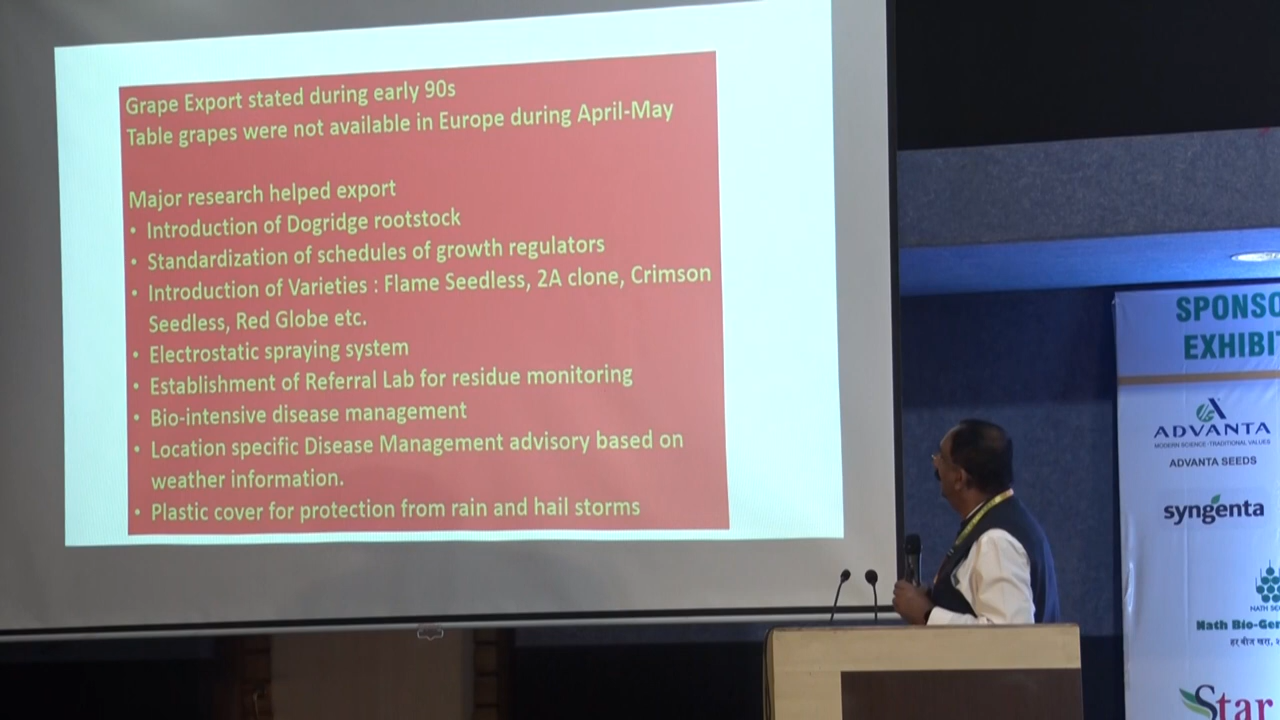 Grape Export stated during early 90s
Table grapes were not available in Europe during April-May
Major research helped export
• Introduction of Dogridge rootstock
• Standardization of schedules of growth regulators
• Introduction of Varieties : Flame Seedless, 2A clone, Crimson
Seedless, Red Globe etc.
• Electrostatic spraying system
• Establishment of Referral Lab for residue monitoring
• Bio-intensive disease management
• Location specific Disease Management advisory based on
weather information.
• Plastic cover for protection from rain and hail storms
SPONSO
EXHIBI
ADVANTA
MODERN SCIENCE·TRADITIONAL VALUES
ADVANTA SEEDS
syngenta
NATH
Nath Bio-Gen
हर बीज खरा,
Star